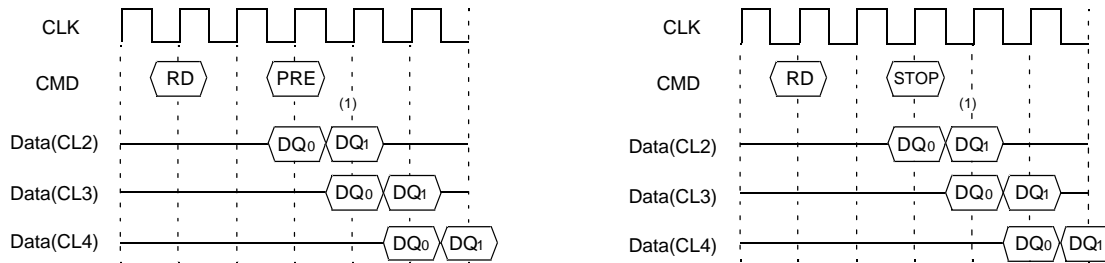 CLK
CMD RD PRE
(1)
Data(CL2) DQ0 DQ1
Data(CL3) DQ0 DQ1
Data(CL4) DQ0 DQ1
CLK
CMD RD STOP
(1)
Data(CL2) DQ0 DQ1
Data(CL3) DQ0 DQ1
Data(CL4) DQ0 DQ1